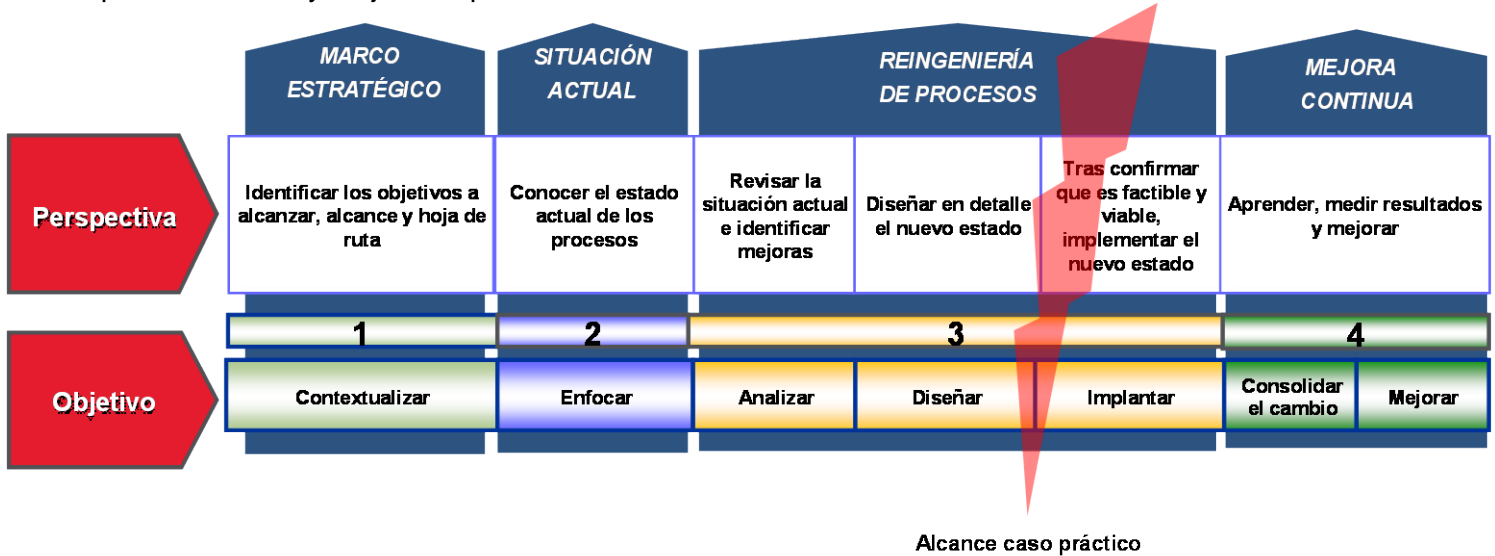 MARCO
ESTRATÉGICO
SITUACIÓN
ACTUAL
REINGENIERÍA
DE PROCESOS
MEJORA
CONTINUA
Perspectiva
Identificar los objetivos a
alcanzar, alcance y hoja de
ruta
Conocer el estado
actual de los
procesos
Revisar la
situación actual
e identificar
mejoras
Diseñar en detalle
el nuevo estado
Tras confirmar
que es factible y
viable,
implementar el
nuevo estado
Aprender, medir resultados
y mejorar
1
2
3
4
Objetivo
Contextualizar
Enfocar
Analizar
Diseñar
Implantar
Consolidar
el cambio
Mejorar
Alcance caso práctico